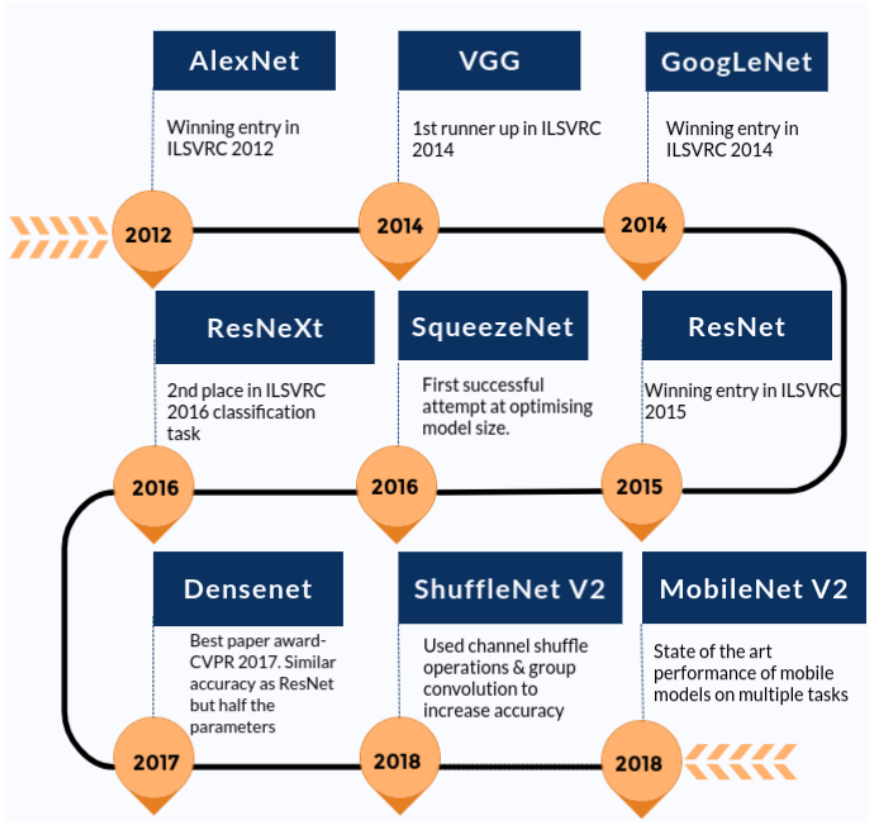 AlexNet
Winning entry in
ILSVRC 2012
2012
VGG
1st runner up in ILSVRC
2014
2014
GoogLeNet
Winning entry in
ILSVRC 2014
2014
ResNeXt
2nd place in ILSVRC
2016 classification
task
2016
SqueezeNet
First successful
attempt at optimising
model size.
2016
ResNet
Winning entry in ILSVRC
2015
2015
Densenet
Best paper award-
CVPR 2017. Similar
accuracy as ResNet
but half the
parameters
2017
ShuffleNet V2
Used channel shuffle
operations & group
convolution to
increase accuracy
2018
MobileNet V2
State of the art
performance of mobile
models on multiple tasks
2018